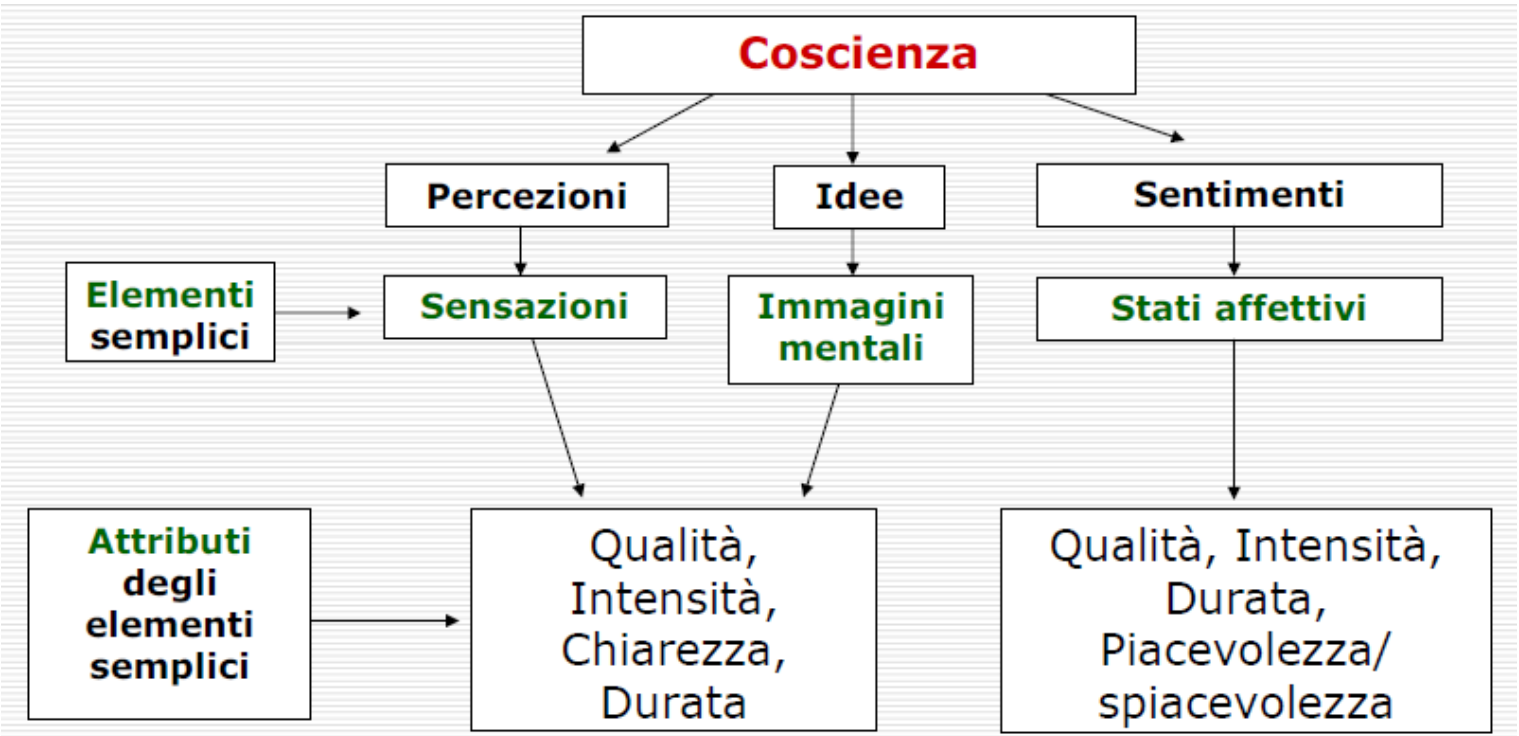 Coscienza
Percezioni
Idee
Sentimenti
Elementi
semplici
Sensazioni
Immagini
mentali
Stati affettivi
Attributi
degli
elementi
semplici
Qualità,
Intensità,
Chiarezza,
Durata
Qualità, Intensità,
Durata,
Piacevolezza/
spiacevolezza